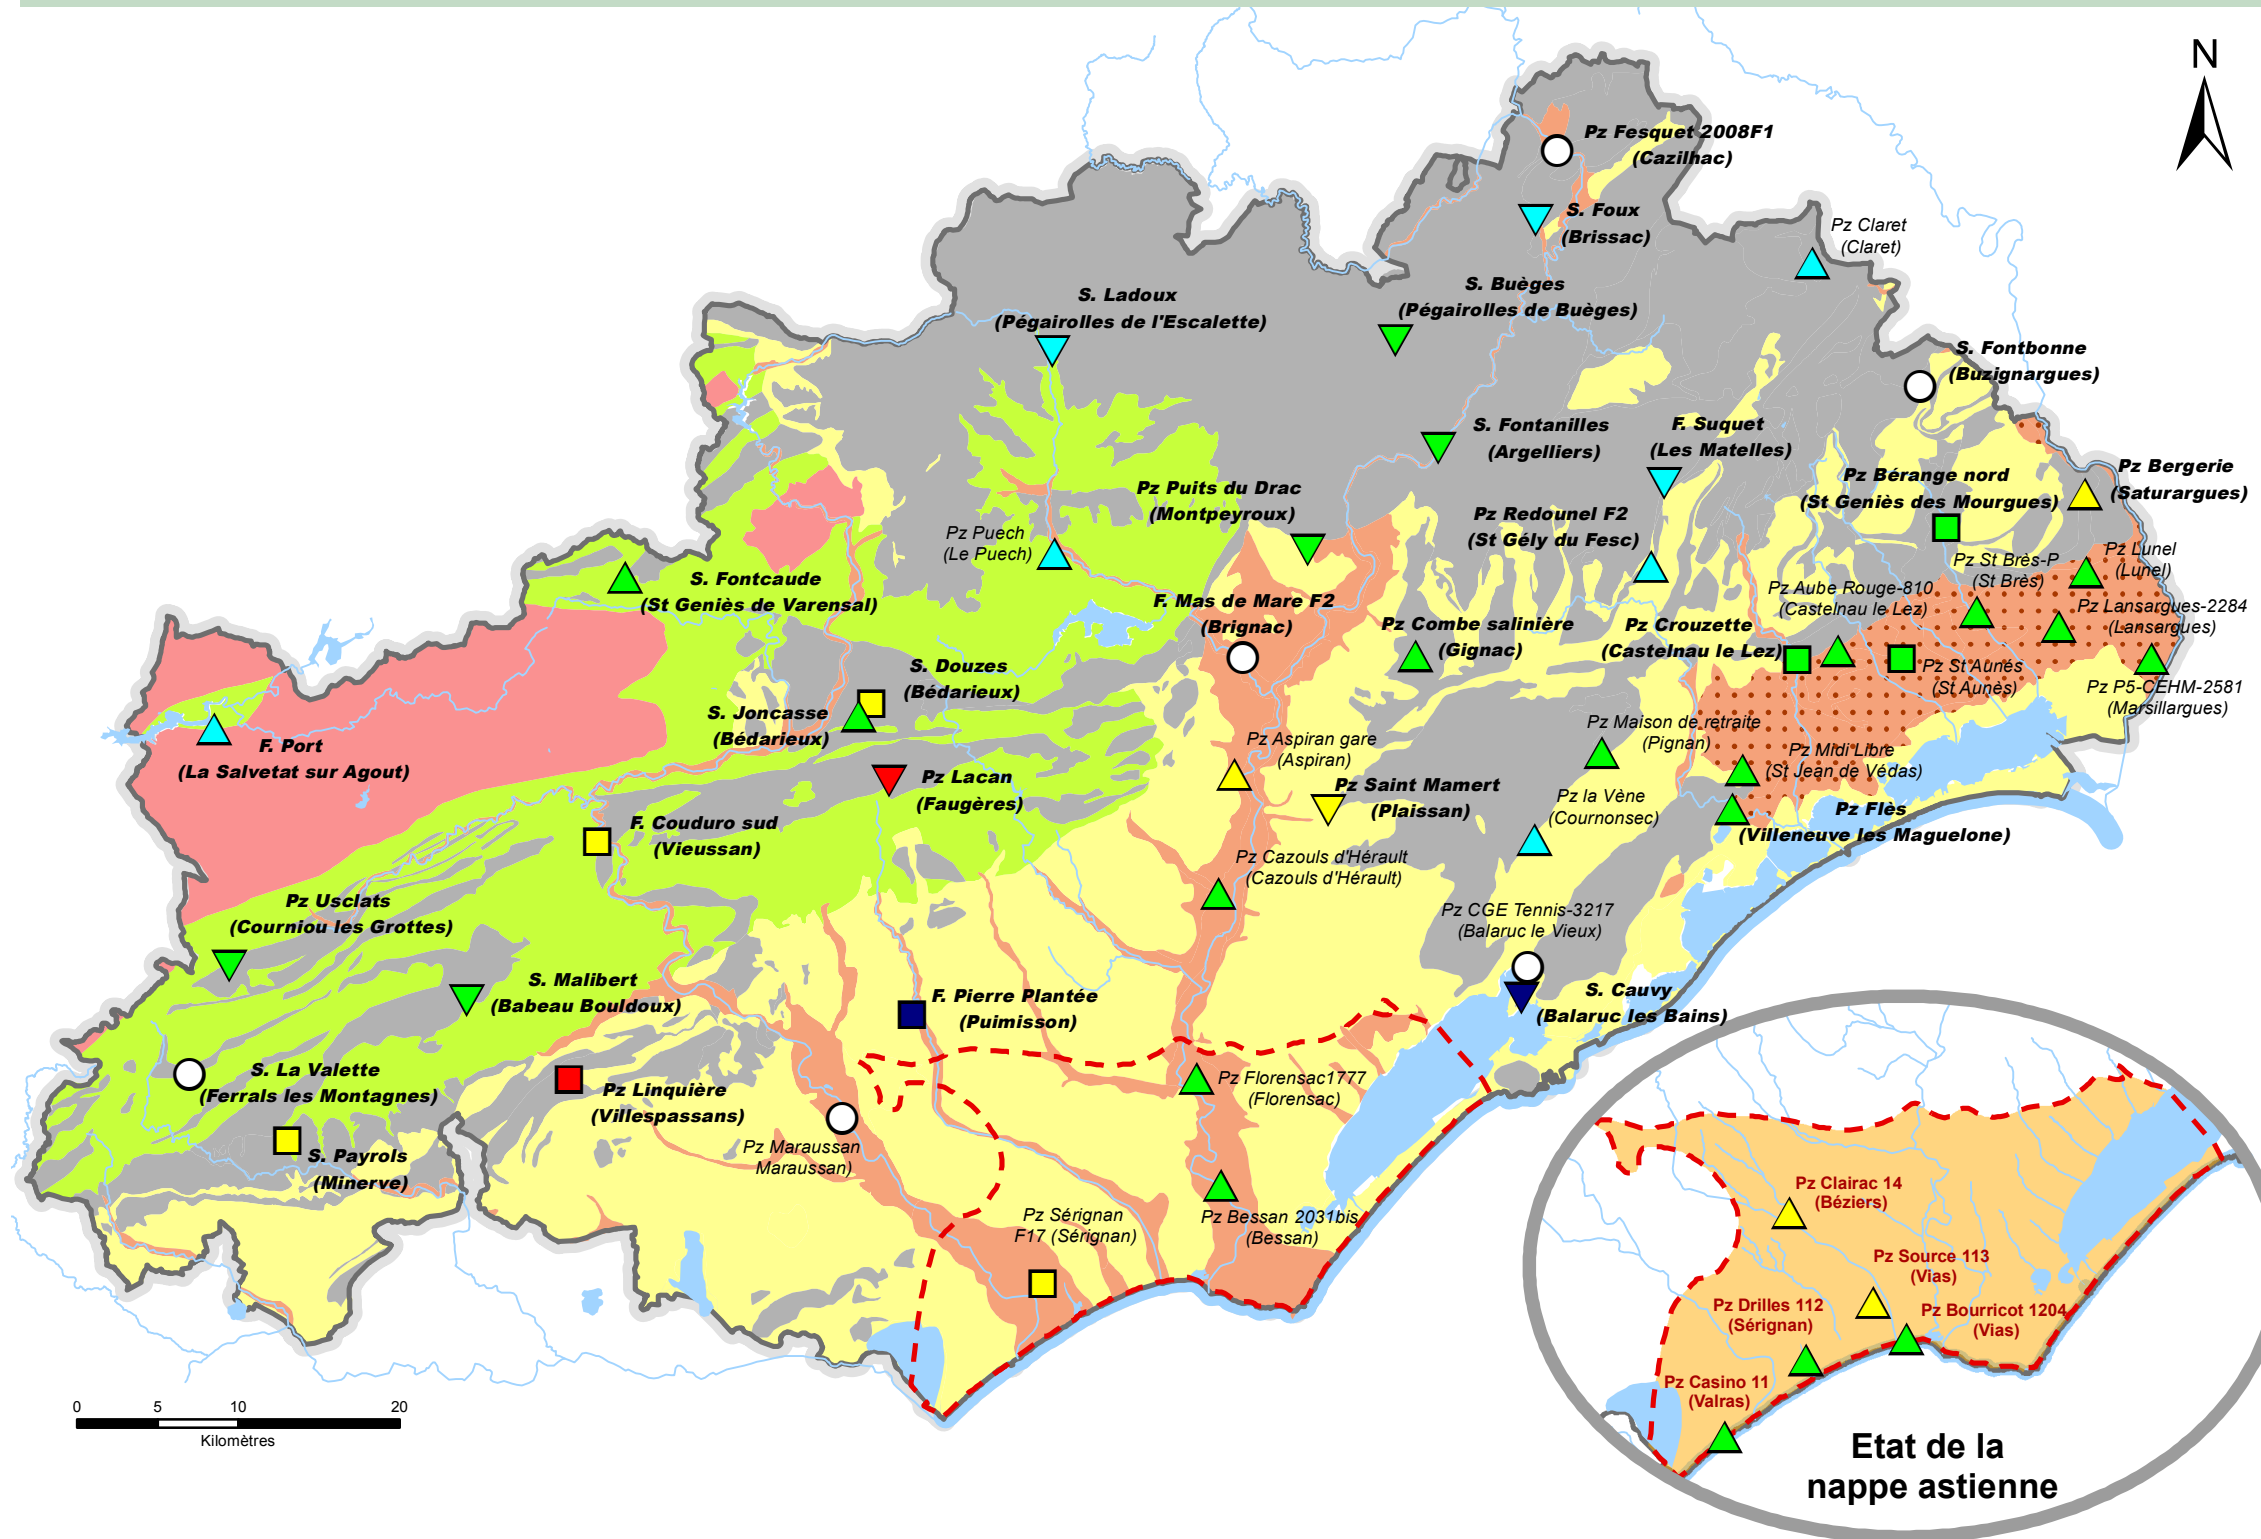 N
Pz Fesquet 2008F1
(Cazilhac)
S. Foux
(Brissac)
Pz Claret
(Claret)
S. Buèges
(Pégairolles de Buèges)
S. Ladoux
(Pégairolles de l'Escalette)
S. Fontbonne
(Buzignargues)
S. Fontanilles
(Argelliers)
F. Suquet
(Les Matelles)
Pz Bérange nord
(St Geniès des Mourgues)
Pz Bergerie
(Saturargues)
Pz Puits du Drac
(Montpeyroux)
Pz Redounel F2
(St Gély du Fesc)
Pz Puech
(Le Puech)
Pz St Brès-P
(St Brès)
Pz Lunel
(Lunel)
S. Fontcaude
(St Geniès de Varensal)
Pz Aube Rouge-810
(Castelnau le Lez)
Pz Lansargues-2284
(Lansargues)
F. Mas de Mare F2
(Brignac)
Pz Combe salinière
(Gignac)
Pz Crouzette
(Castelnau le Lez)
S. Douzes
(Bédarieux)
Pz St Aunés
(St Aunès)
Pz P5-CEHM-2581
(Marsillargues)
S. Joncasse
(Bédarieux)
Pz Maison de retraite
(Pignan)
F. Port
(La Salvetat sur Agout)
Pz Aspiran gare
(Aspiran)
Pz Midi Libre
(St Jean de Védas)
Pz Lacan
(Faugères)
Pz Saint Mamert
(Plaissan)
Pz la Vène
(Cournonsec)
Pz Flès
(Villeneuve les Maguelone)
F. Couduro sud
(Vieussan)
Pz Cazouls d'Hérault
(Cazouls d'Hérault)
Pz Usclats
(Courniou les Grottes)
Pz CGE Tennis-3217
(Balaruc le Vieux)
S. Malibert
(Babeau Bouldoux)
F. Pierre Plantée
(Puimisson)
S. Cauvy
(Balaruc les Bains)
S. La Valette
(Ferrals les Montagnes)
Pz Linquière
(Villespassans)
Pz Florensac1777
(Florensac)
Pz Maraussan
Maraussan)
S. Payrols
(Minerve)
Pz Sérignan
F17 (Sérignan)
Pz Bessan 2031bis
(Bessan)
Pz Clairac 14
(Béziers)
Pz Source 113
(Vias)
Pz Drilles 112
(Sérignan)
Pz Bourricot 1204
(Vias)
Pz Casino 11
(Valras)
Etat de la
nappe astienne
0 5 10 20
Kilomètres